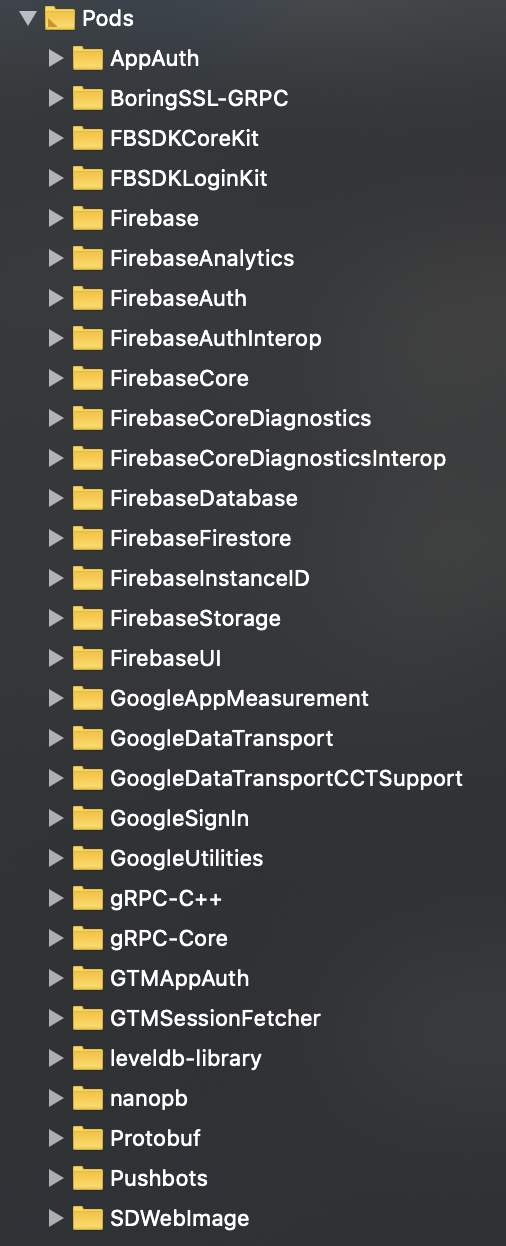 Pods
AppAuth
BoringSSL-GRPC
FBSDKCoreKit
FBSDKLoginKit
Firebase
FirebaseAnalytics
FirebaseAuth
FirebaseAuthInterop
FirebaseCore
FirebaseCoreDiagnostics
FirebaseCoreDiagnosticsInterop
FirebaseDatabase
FirebaseFirestore
FirebaseInstanceID
FirebaseStorage
FirebaseUI
GoogleAppMeasurement
GoogleDataTransport
GoogleDataTransportCCTSupport
GoogleSignIn
GoogleUtilities
gRPC-C++
gRPC-Core
GTMAppAuth
GTMSessionFetcher
leveldb-library
nanopb
Protobuf
Pushbots
SDWebImage